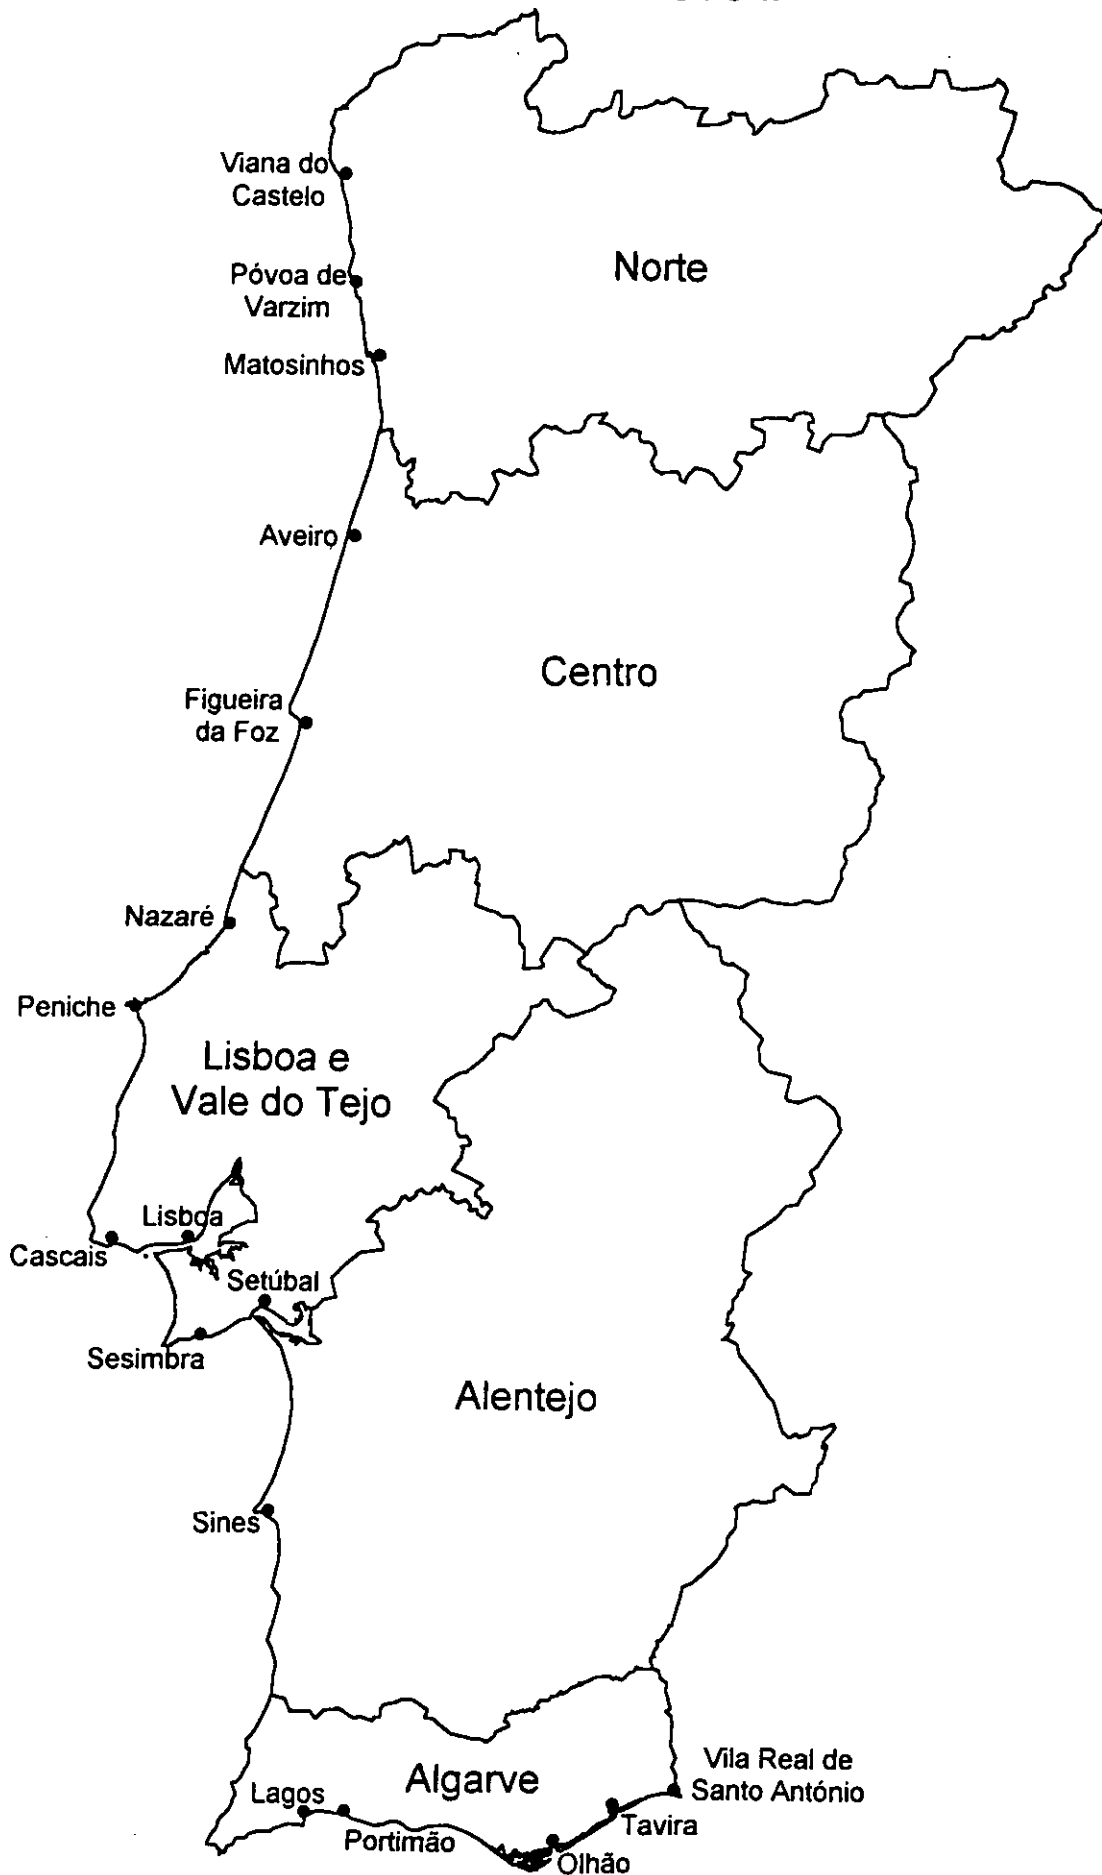 Viana do
Castelo
Norte
Póvoa de
Varzim
Matosinhos
Aveiro
Centro
Figueira
da Foz
Nazaré
Peniche
Lisboa e
Vale do Tejo
Lisboa
Cascais
Setúbal
Sesimbra
Alentejo
Sines
Vila Real de
Santo António
Algarve
Lagos
Portimão
Tavira
Olhão